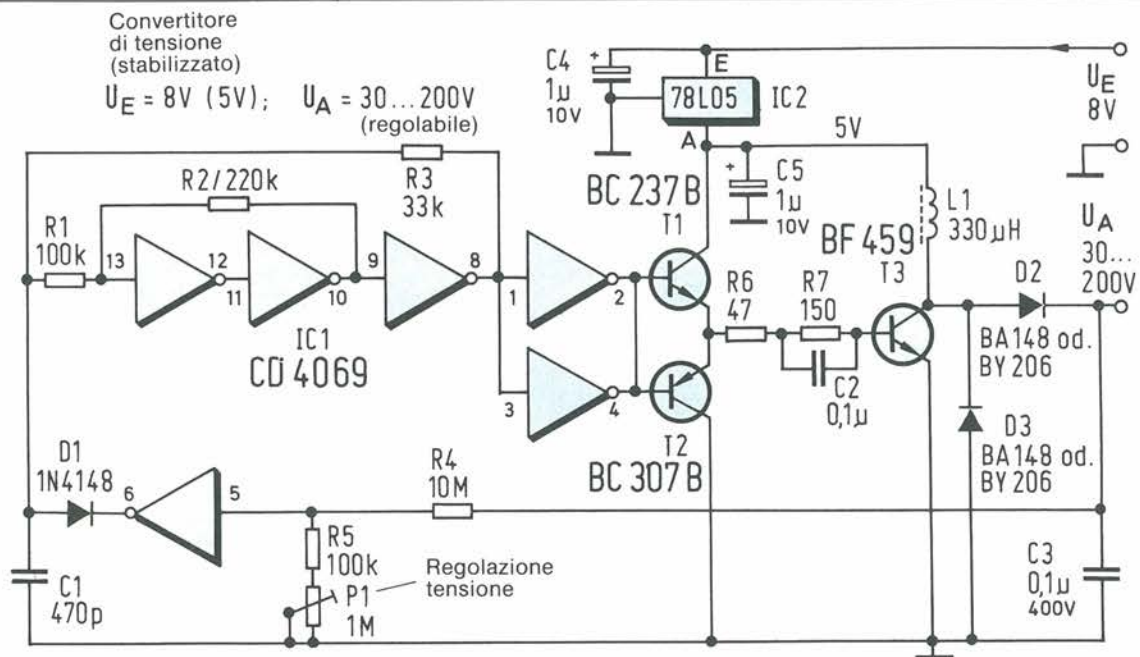 Convertitore
di tensione
(stabilizzato)
U_E = 8V (5V); U_A = 30...200V
(regolabile)
C4
1µ
10V
+
E
78L05
IC2
A
5V
+
C5
1µ
10V
U_E
8V
U_A
30...
200V
R2/220k
R3
33k
R1
100k
13
12
11
10
9
8
1
2
3
4
IC1
CD 4069
BC 237B
T1
BF 459
T3
L1
330µH
D2
BA148 od.
BY 206
R6
47
R7
150
C2
0,1µ
T2
BC 307B
D3
BA148 od.
BY 206
D1
1N4148
6
5
R4
10M
R5
100k
Regolazione
tensione
P1
1M
C1
470p
C3
0,1µ
400V